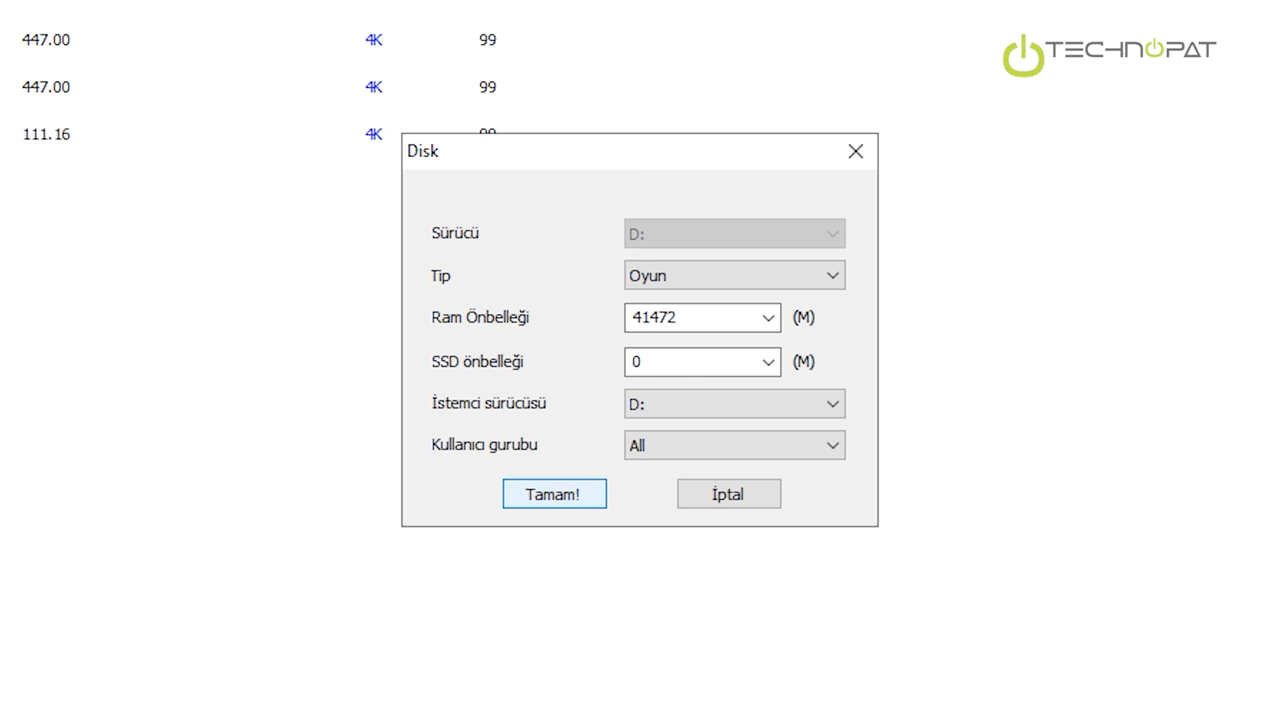 447.00 4K 99
TECHNOPAT
447.00 4K 99
111.16 4K 99
Disk
Sürücü D:
Tip Oyun
Ram Önbelleği 41472 (M)
SSD önbelleği 0 (M)
İstemci sürücüsü D:
Kullanıcı gurubu All
Tamam! İptal